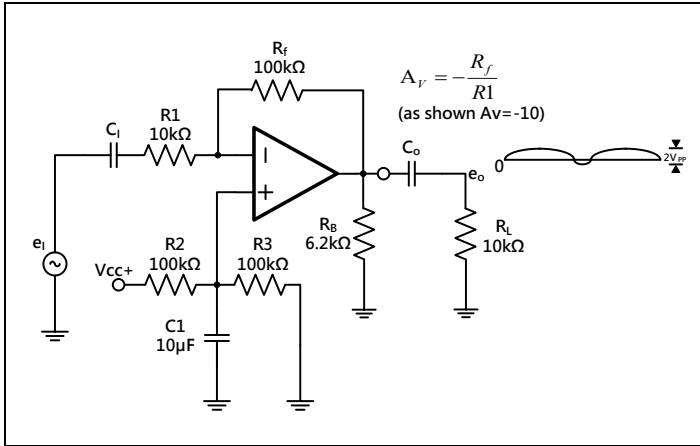 Rf
100kΩ
AV = -Rf/R1
(as shown Av=-10)
R1
10kΩ
CI
CO
eo
0
2VPP
RB
6.2kΩ
RL
10kΩ
eI
R2
100kΩ
R3
100kΩ
Vcc+
C1
10μF